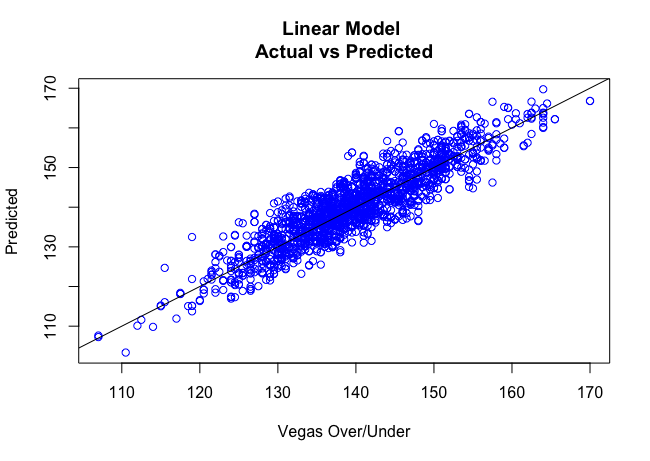 Linear Model
Actual vs Predicted
170
150
130
110
Predicted
110 120 130 140 150 160 170
Vegas Over/Under